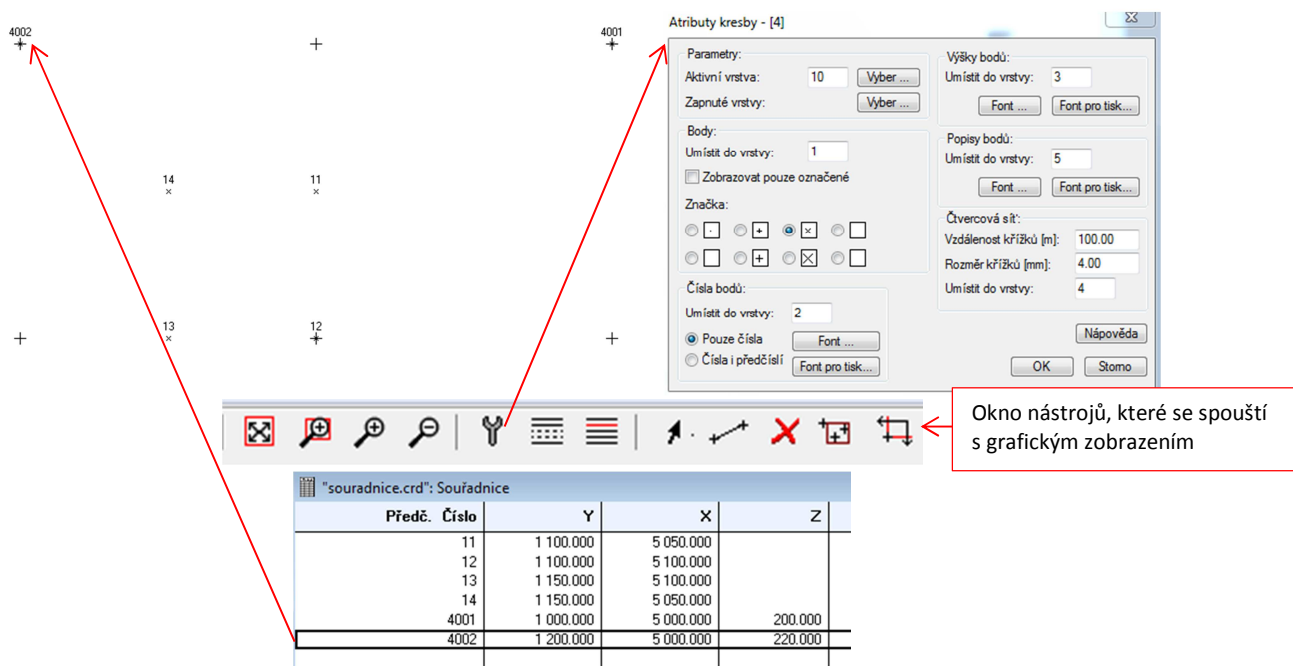 4002
4001
14
11
13
12
Atributy kresby - [4]
Parametry:
Aktivní vrstva: 10 Vyber ...
Zapnuté vrstvy: Vyber ...
Body:
Umístit do vrstvy: 1
Zobrazovat pouze označené
Značka:
Čísla bodů:
Umístit do vrstvy: 2
Pouze čísla Font ...
Čísla i předčíslí Font pro tisk...
Výšky bodů:
Umístit do vrstvy: 3
Font ... Font pro tisk...
Popisy bodů:
Umístit do vrstvy: 5
Font ... Font pro tisk...
Čtvercová síť:
Vzdálenost křížků [m]: 100.00
Rozměr křížků [mm]: 4.00
Umístit do vrstvy: 4
Nápověda
OK Storno
Okno nástrojů, které se spouští
s grafickým zobrazením
"souradnice.crd": Souřadnice
Předč. Číslo Y X Z
11 1 100.000 5 050.000
12 1 100.000 5 100.000
13 1 150.000 5 100.000
14 1 150.000 5 050.000
4001 1 000.000 5 000.000 200.000
4002 1 200.000 5 000.000 220.000